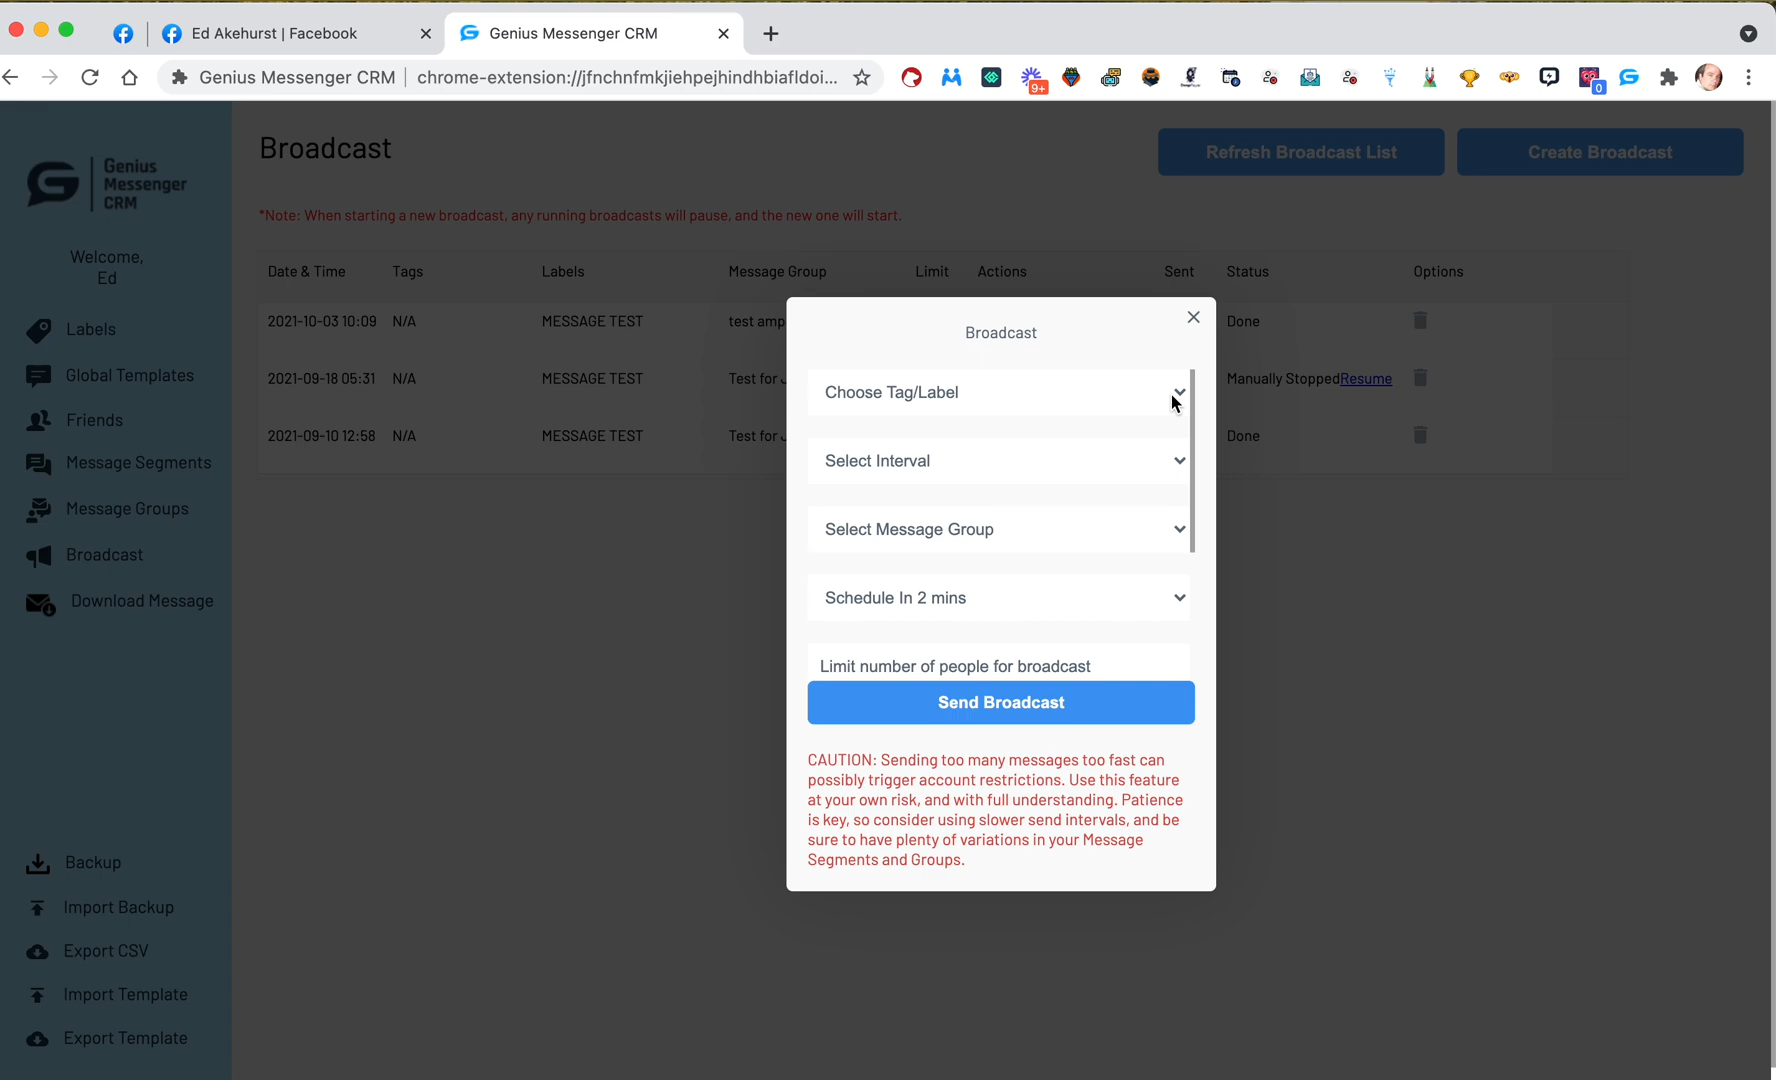 Ed Akehurst | Facebook
Genius Messenger CRM
Genius Messenger CRM
chrome-extension://jfnchnfmkjiehpejhindhbiafldoi...
9+
0
Genius
Messenger
CRM
Welcome,
Ed
Labels
Global Templates
Friends
Message Segments
Message Groups
Broadcast
Download Message
Backup
Import Backup
Export CSV
Import Template
Export Template
Broadcast
Refresh Broadcast List
Create Broadcast
*Note: When starting a new broadcast, any running broadcasts will pause, and the new one will start.
Date & Time Tags Labels Message Group Limit Actions Sent Status Options
2021-10-03 10:09 N/A MESSAGE TEST test amp Done
2021-09-18 05:31 N/A MESSAGE TEST Test for Manually StoppedResume
2021-09-10 12:58 N/A MESSAGE TEST Test for Done
Broadcast
Choose Tag/Label
Select Interval
Select Message Group
Schedule In 2 mins
Limit number of people for broadcast
Send Broadcast
CAUTION: Sending too many messages too fast can
possibly trigger account restrictions. Use this feature
at your own risk, and with full understanding. Patience
is key, so consider using slower send intervals, and be
sure to have plenty of variations in your Message
Segments and Groups.